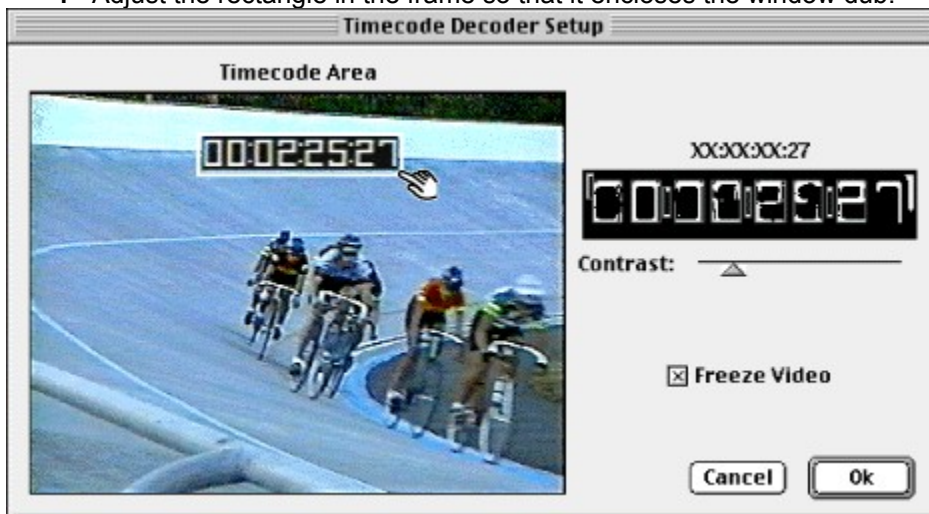 Adjust the rectangle in the frame so that it encloses the window dub.
Timecode Decoder Setup
Timecode Area
00:02:25:27
XX:XX:XX:27
Contrast:
Freeze Video
Cancel
Ok